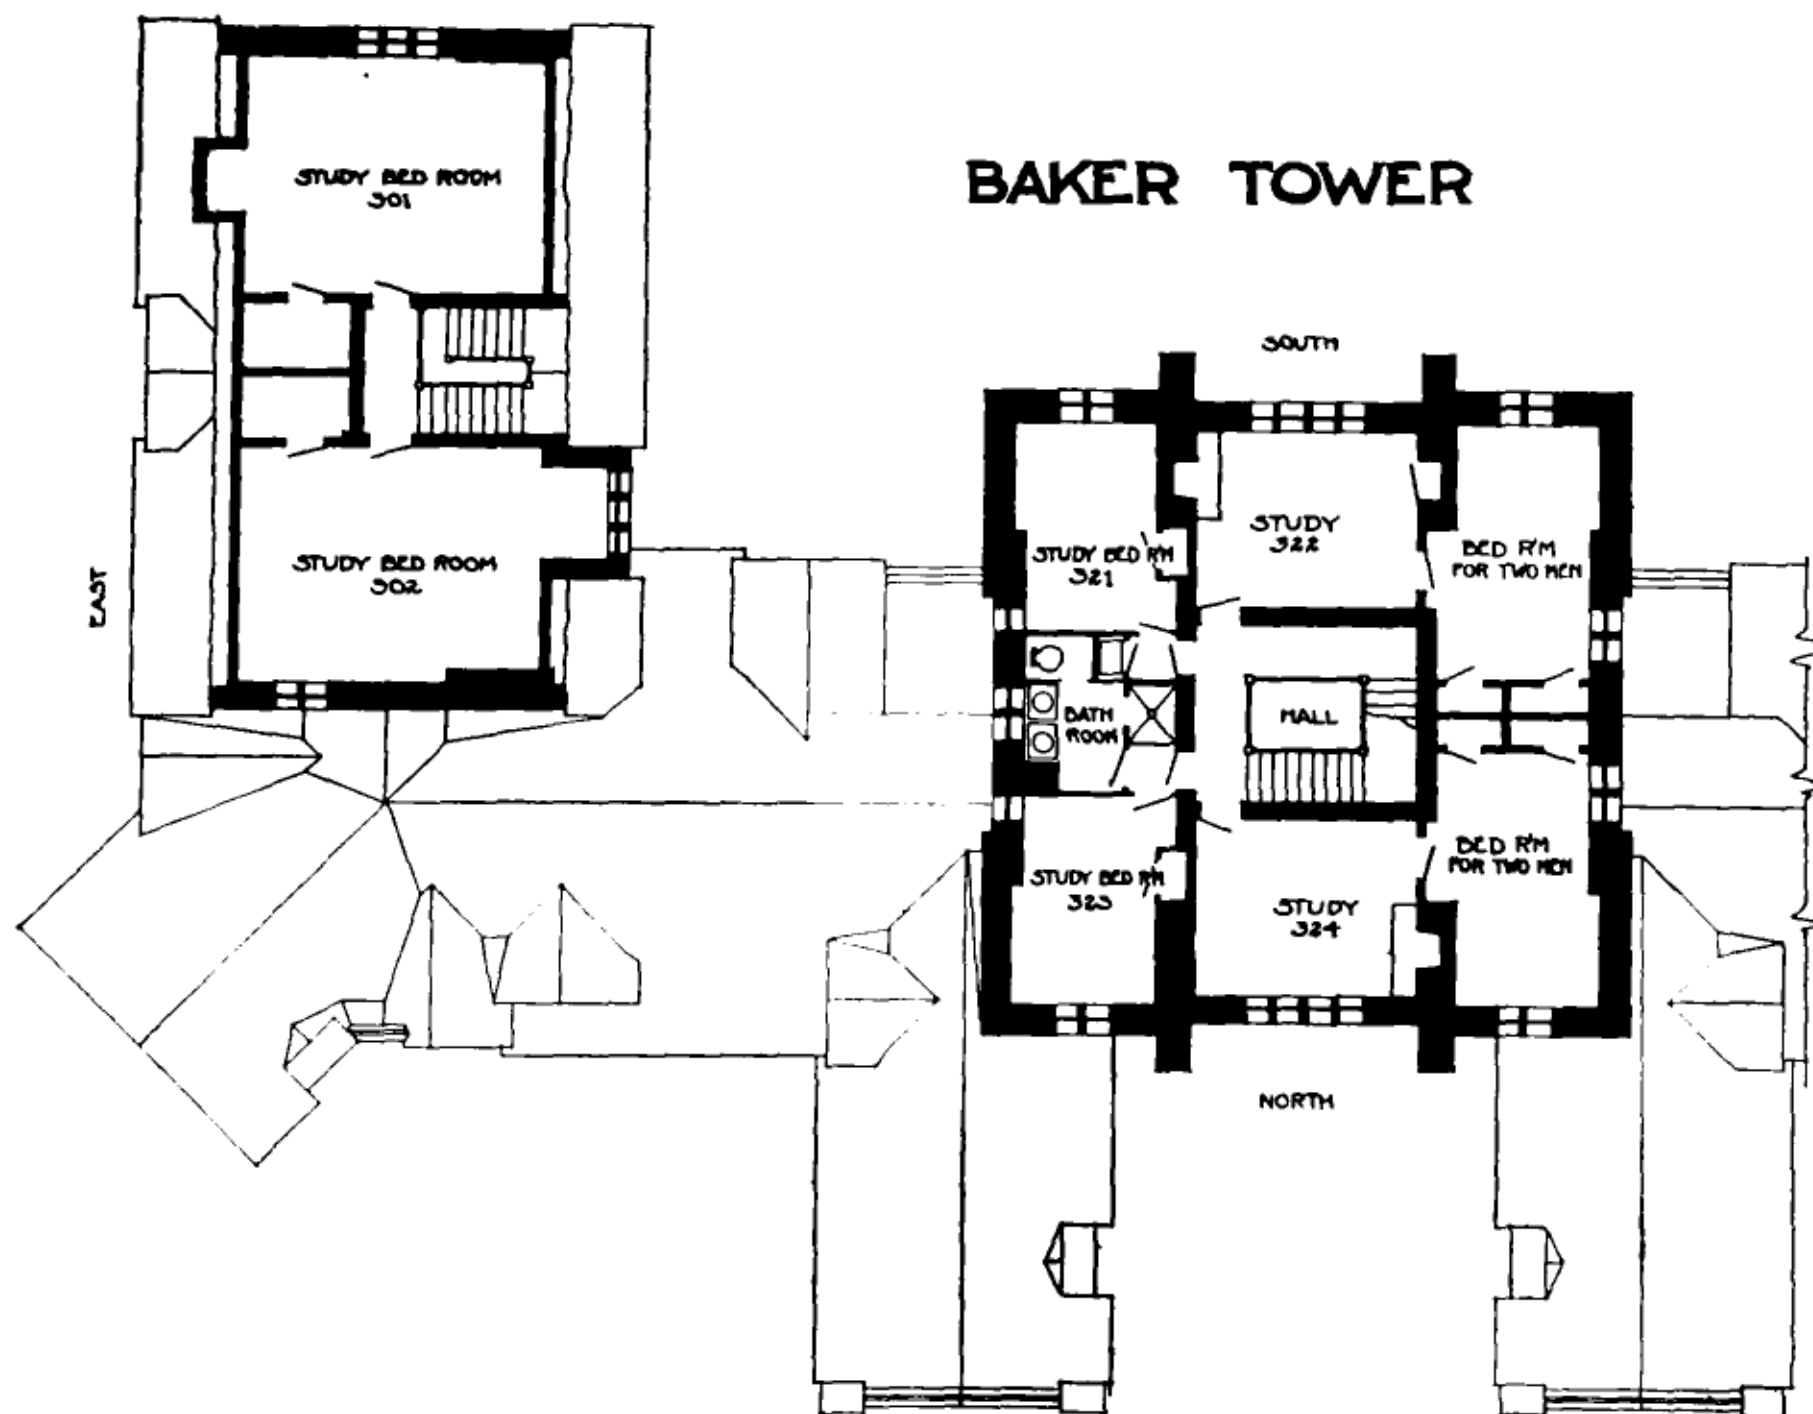 BAKER TOWER
STUDY BED ROOM
301
SOUTH
STUDY
322
STUDY BED R'M
321
BED R'M
FOR TWO MEN
STUDY BED ROOM
302
EAST
BATH
ROOM
HALL
STUDY BED R'M
323
STUDY
324
BED R'M
FOR TWO MEN
NORTH